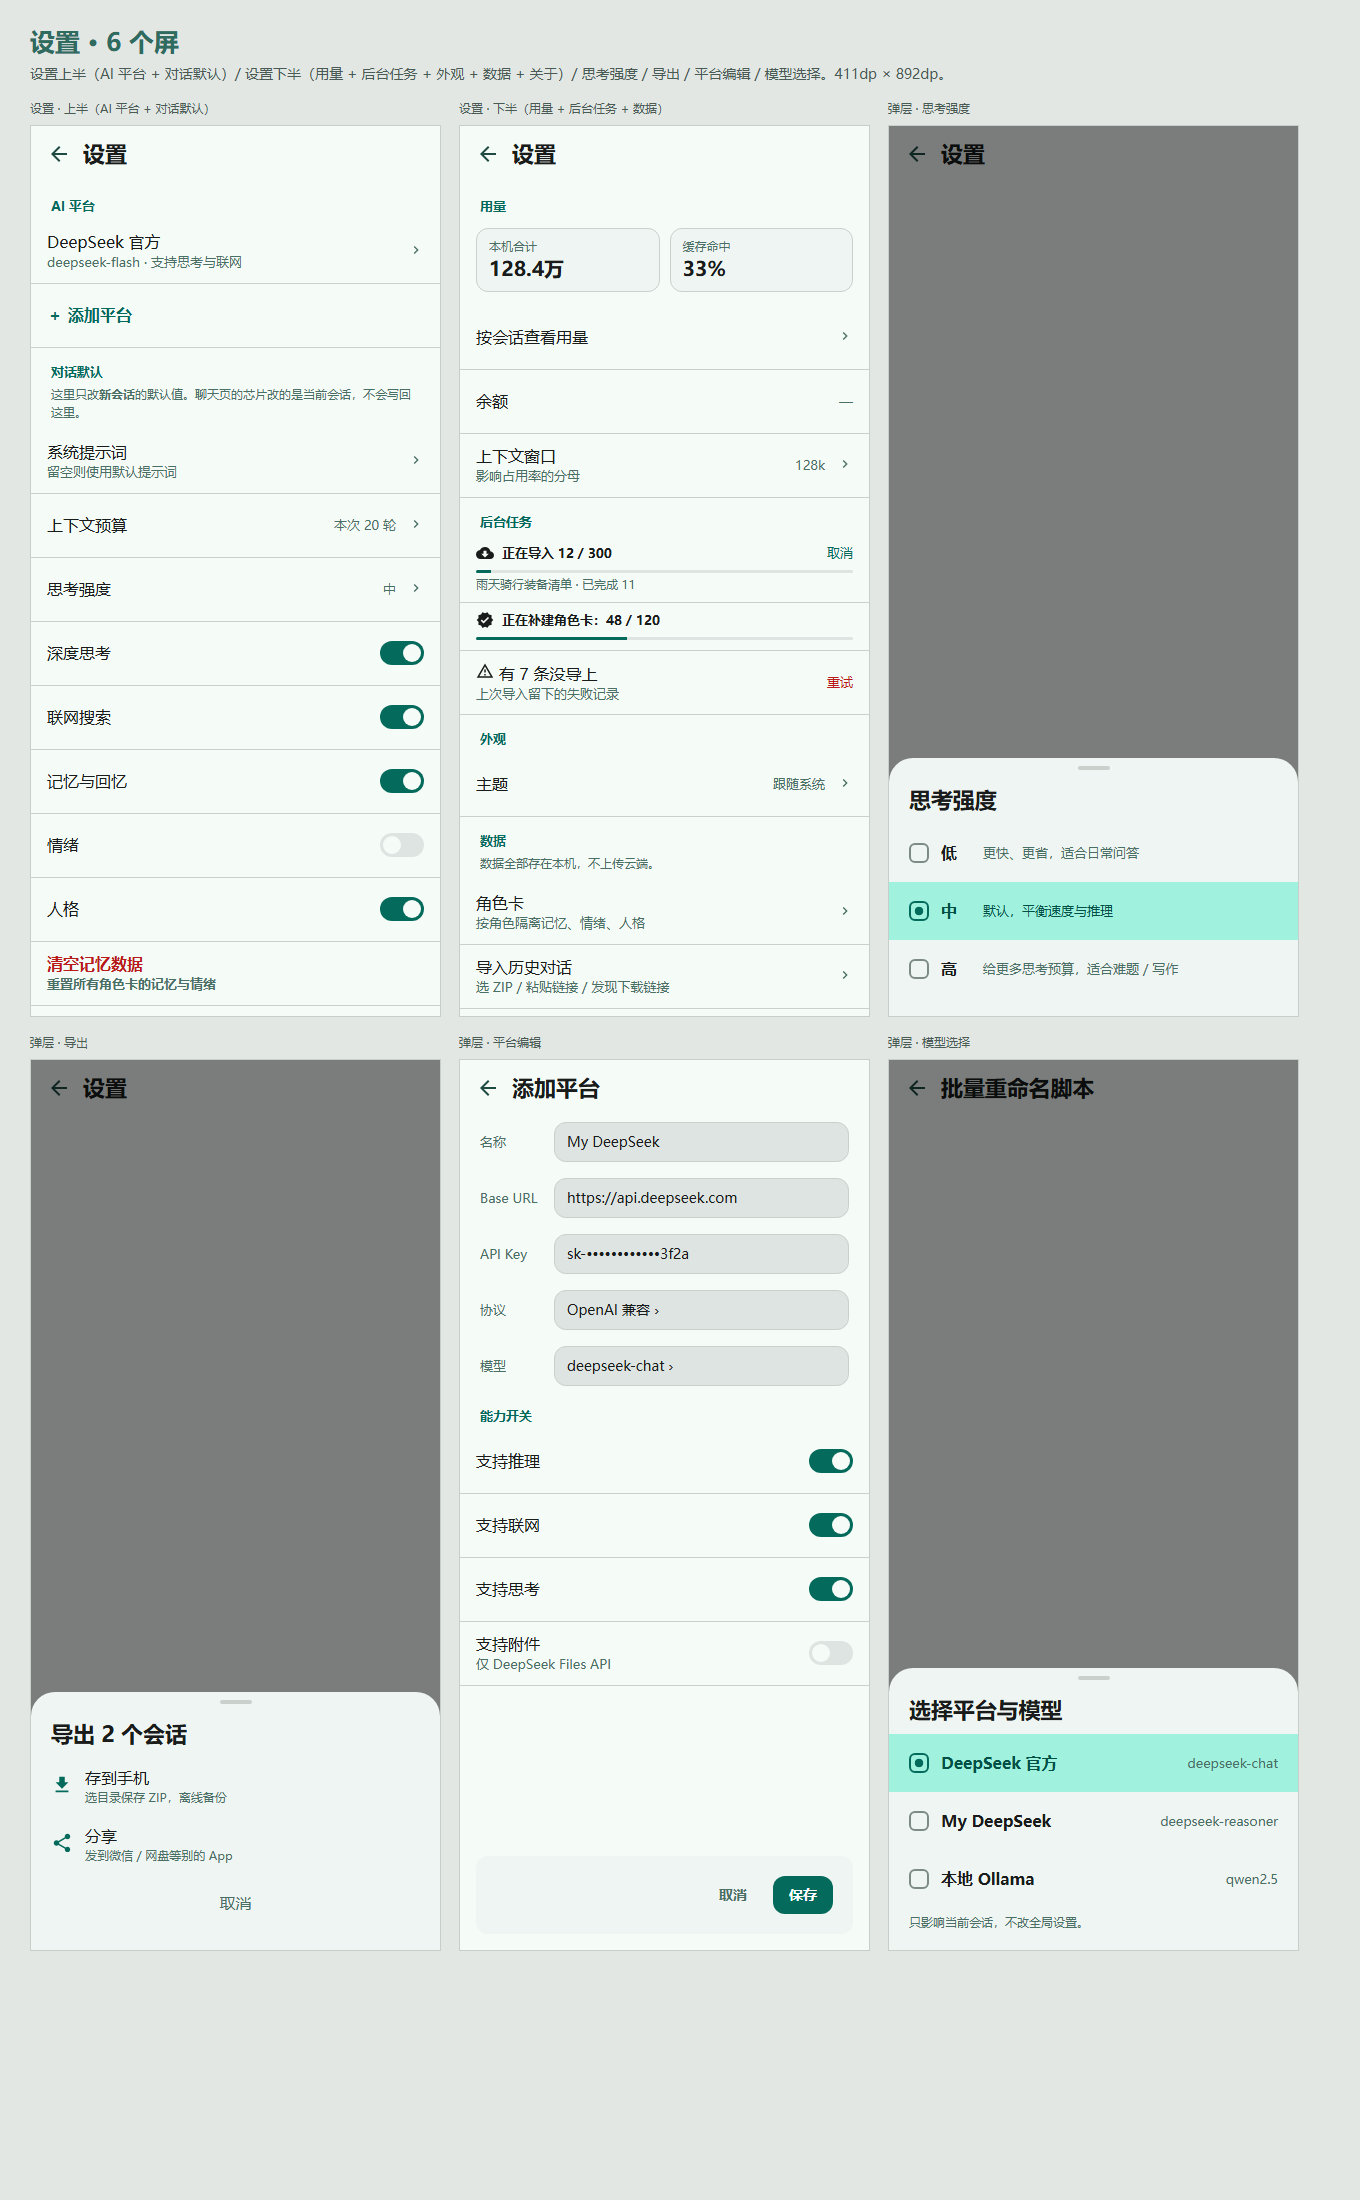 设置 • 6 个屏
设置上半（AI 平台 + 对话默认）/ 设置下半（用量 + 后台任务 + 外观 + 数据 + 关于）/ 思考强度 / 导出 / 平台编辑 / 模型选择。411dp × 892dp。
设置 · 上半（AI 平台 + 对话默认）
设置
AI 平台
DeepSeek 官方
deepseek-flash · 支持思考与联网
+ 添加平台
对话默认
这里只改新会话的默认值。聊天页的芯片改的是当前会话，不会写回
这里。
系统提示词
留空则使用默认提示词
上下文预算 本次 20 轮
思考强度 中
深度思考
联网搜索
记忆与回忆
情绪
人格
清空记忆数据
重置所有角色卡的记忆与情绪
设置 · 下半（用量 + 后台任务 + 数据）
设置
用量
本机合计
128.4万
缓存命中
33%
按会话查看用量
余额 —
上下文窗口 128k
影响占用率的分母
后台任务
正在导入 12 / 300 取消
雨天骑行装备清单 · 已完成 11
正在补建角色卡：48 / 120
有 7 条没导上 重试
上次导入留下的失败记录
外观
主题 跟随系统
数据
数据全部存在本机，不上传云端。
角色卡
按角色隔离记忆、情绪、人格
导入历史对话
选 ZIP / 粘贴链接 / 发现下载链接
弹层 · 思考强度
设置
思考强度
低 更快、更省，适合日常问答
中 默认，平衡速度与推理
高 给更多思考预算，适合难题 / 写作
弹层 · 导出
设置
导出 2 个会话
存到手机
选目录保存 ZIP，离线备份
分享
发到微信 / 网盘等别的 App
取消
弹层 · 平台编辑
添加平台
名称 My DeepSeek
Base URL https://api.deepseek.com
API Key sk-••••••••••••3f2a
协议 OpenAI 兼容 ›
模型 deepseek-chat ›
能力开关
支持推理
支持联网
支持思考
支持附件
仅 DeepSeek Files API
取消 保存
弹层 · 模型选择
批量重命名脚本
选择平台与模型
DeepSeek 官方 deepseek-chat
My DeepSeek deepseek-reasoner
本地 Ollama qwen2.5
只影响当前会话，不改全局设置。